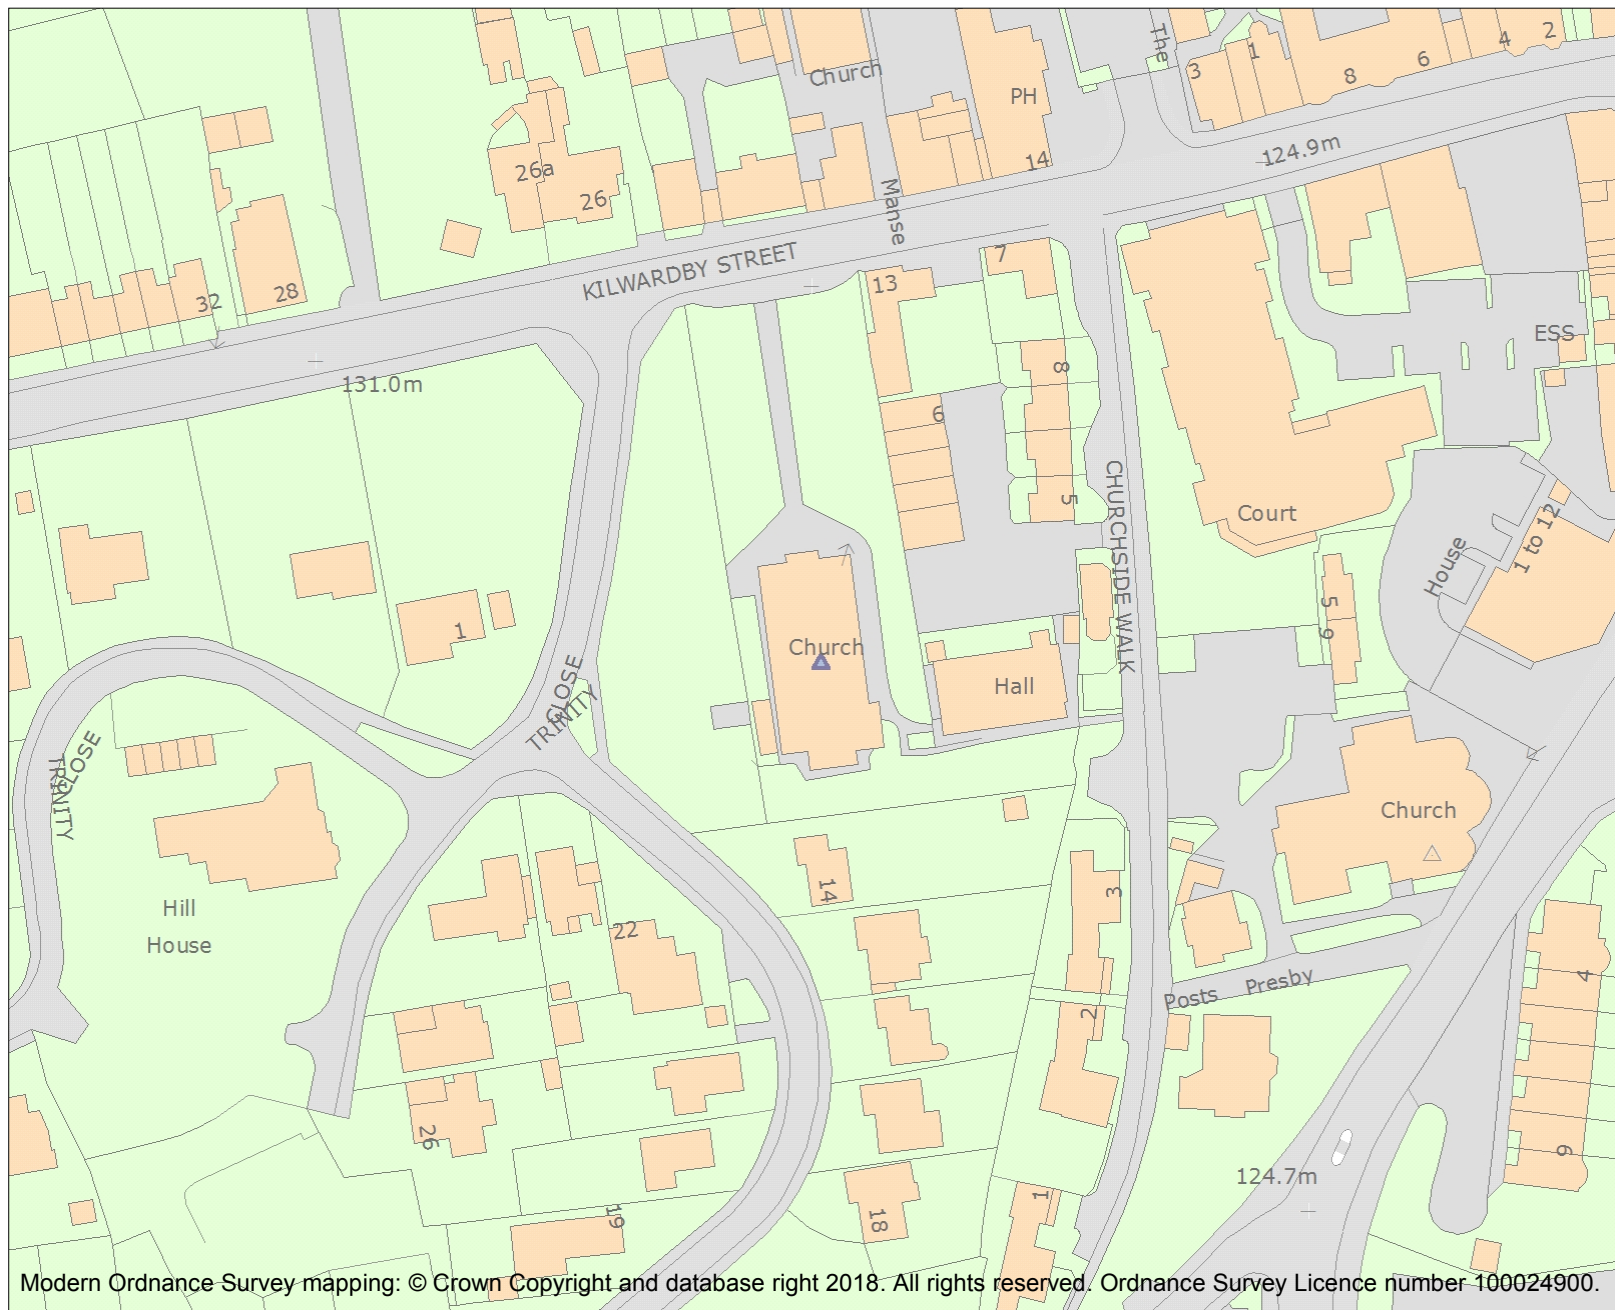 The
2
4
6
8
1
3
Church
PH
14
124.9m
26a
26
Manse
KILWARDBY STREET
32
28
7
13
131.0m
ESS
8
6
5
CHURCHSIDE WALK
Court
1 to 12
House
5
6
1
Church
Hall
TRINITY CLOSE
TRINITY CLOSE
Church
14
3
22
Hill
House
4
Posts
Presby
2
26
124.7m
6
1
18
19
Modern Ordnance Survey mapping: © Crown Copyright and database right 2018. All rights reserved. Ordnance Survey Licence number 100024900.